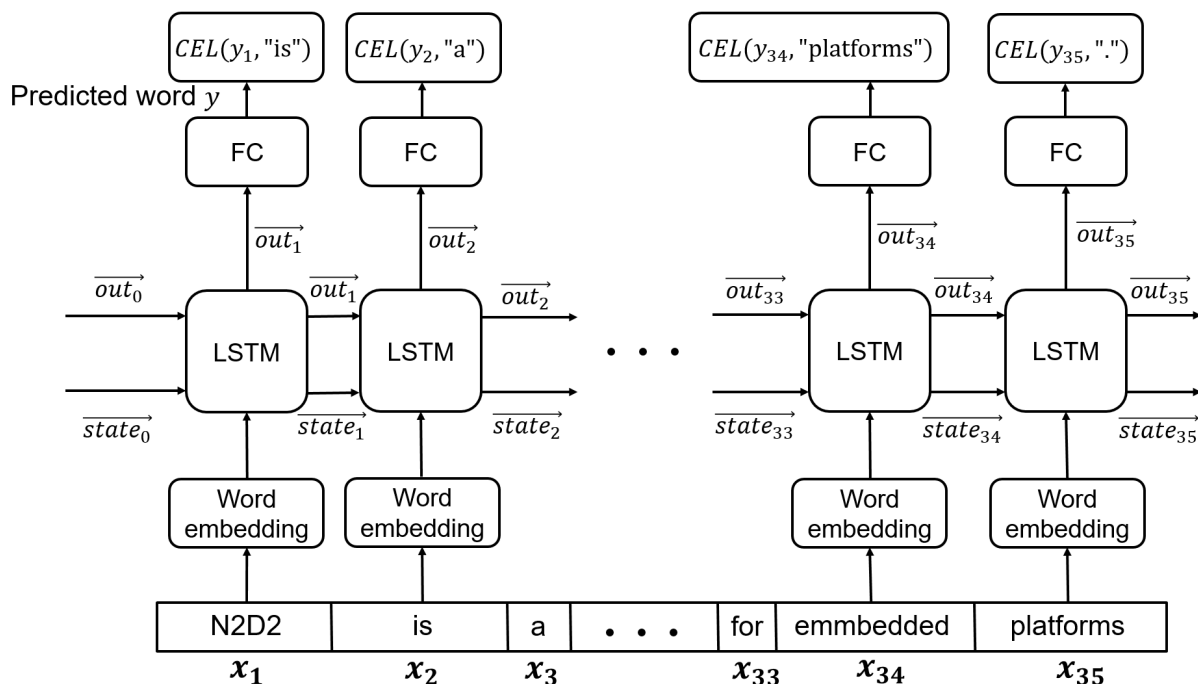 CEL(y₁, "is")
CEL(y₂, "a")
CEL(y₃₄, "platforms")
CEL(y₃₅, ".")
Predicted word y
FC
FC
FC
FC
out₁
out₂
out₃₄
out₃₅
out₀
out₁
out₂
out₃₃
out₃₄
out₃₅
LSTM
LSTM
. . .
LSTM
LSTM
state₀
state₁
state₂
state₃₃
state₃₄
state₃₅
Word
embedding
Word
embedding
Word
embedding
Word
embedding
N2D2
is
a
. . .
for
emmbedded
platforms
x₁
x₂
x₃
x₃₃
x₃₄
x₃₅